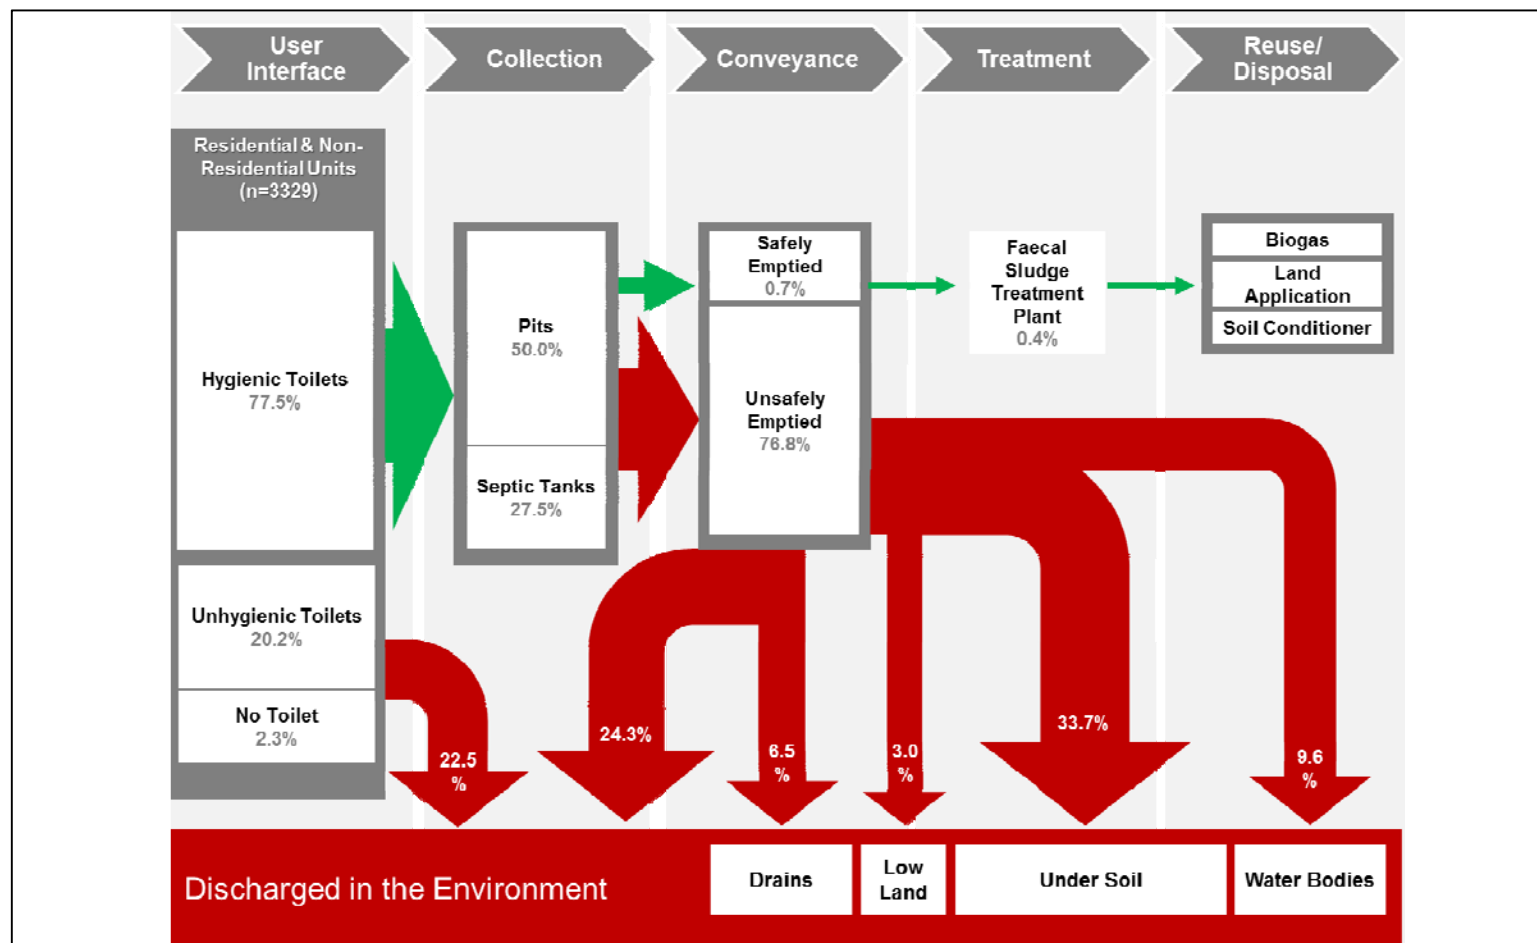 User
Interface
Collection
Conveyance
Treatment
Reuse/
Disposal
Residential & Non-
Residential Units
(n=3329)
Hygienic Toilets
77.5%
Unhygienic Toilets
20.2%
No Toilet
2.3%
Pits
50.0%
Septic Tanks
27.5%
Safely
Emptied
0.7%
Unsafely
Emptied
76.8%
Faecal
Sludge
Treatment
Plant
0.4%
Biogas
Land
Application
Soil Conditioner
22.5
%
24.3%
6.5
%
3.0
%
33.7%
9.6
%
Discharged in the Environment
Drains
Low
Land
Under Soil
Water Bodies